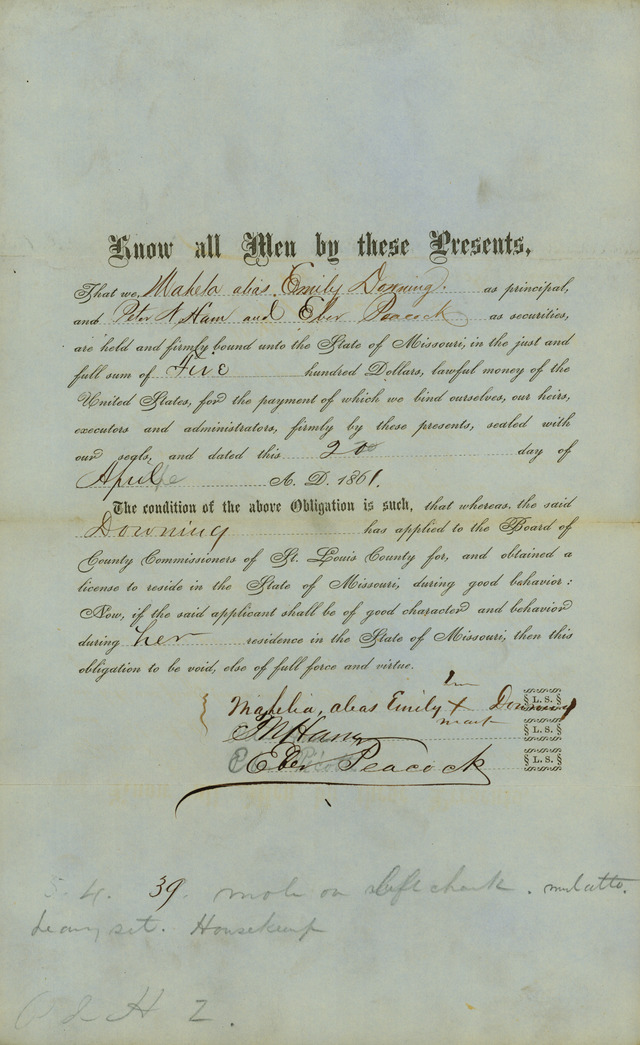 Know all Men by these Presents,
That we, Mahela alias Emily Downing. as principal,
and Peter N Ham and Eber Peacock as securities,
are held and firmly bound unto the State of Missouri, in the just and
full sum of Five hundred Dollars, lawful money of the
United States, for the payment of which we bind ourselves, our heirs,
executors and administrators, firmly by these presents, sealed with
our seals, and dated this 20 day of
April A. D. 1861.
The condition of the above Obligation is such, that whereas, the said
Downing has applied to the Board of
County Commissioners of St. Louis County for, and obtained a
license to reside in the State of Missouri, during good behavior:
Now, if the said applicant shall be of good character and behavior
during her residence in the State of Missouri, then this
obligation to be void, else of full force and virtue.
Mahelia, alias Emily + Downing L. S.
mark
L. S.
Eber Peacock L. S.
4. 39. mole on left cheek. mulatto.
heavy set. Housekeep
H 2.